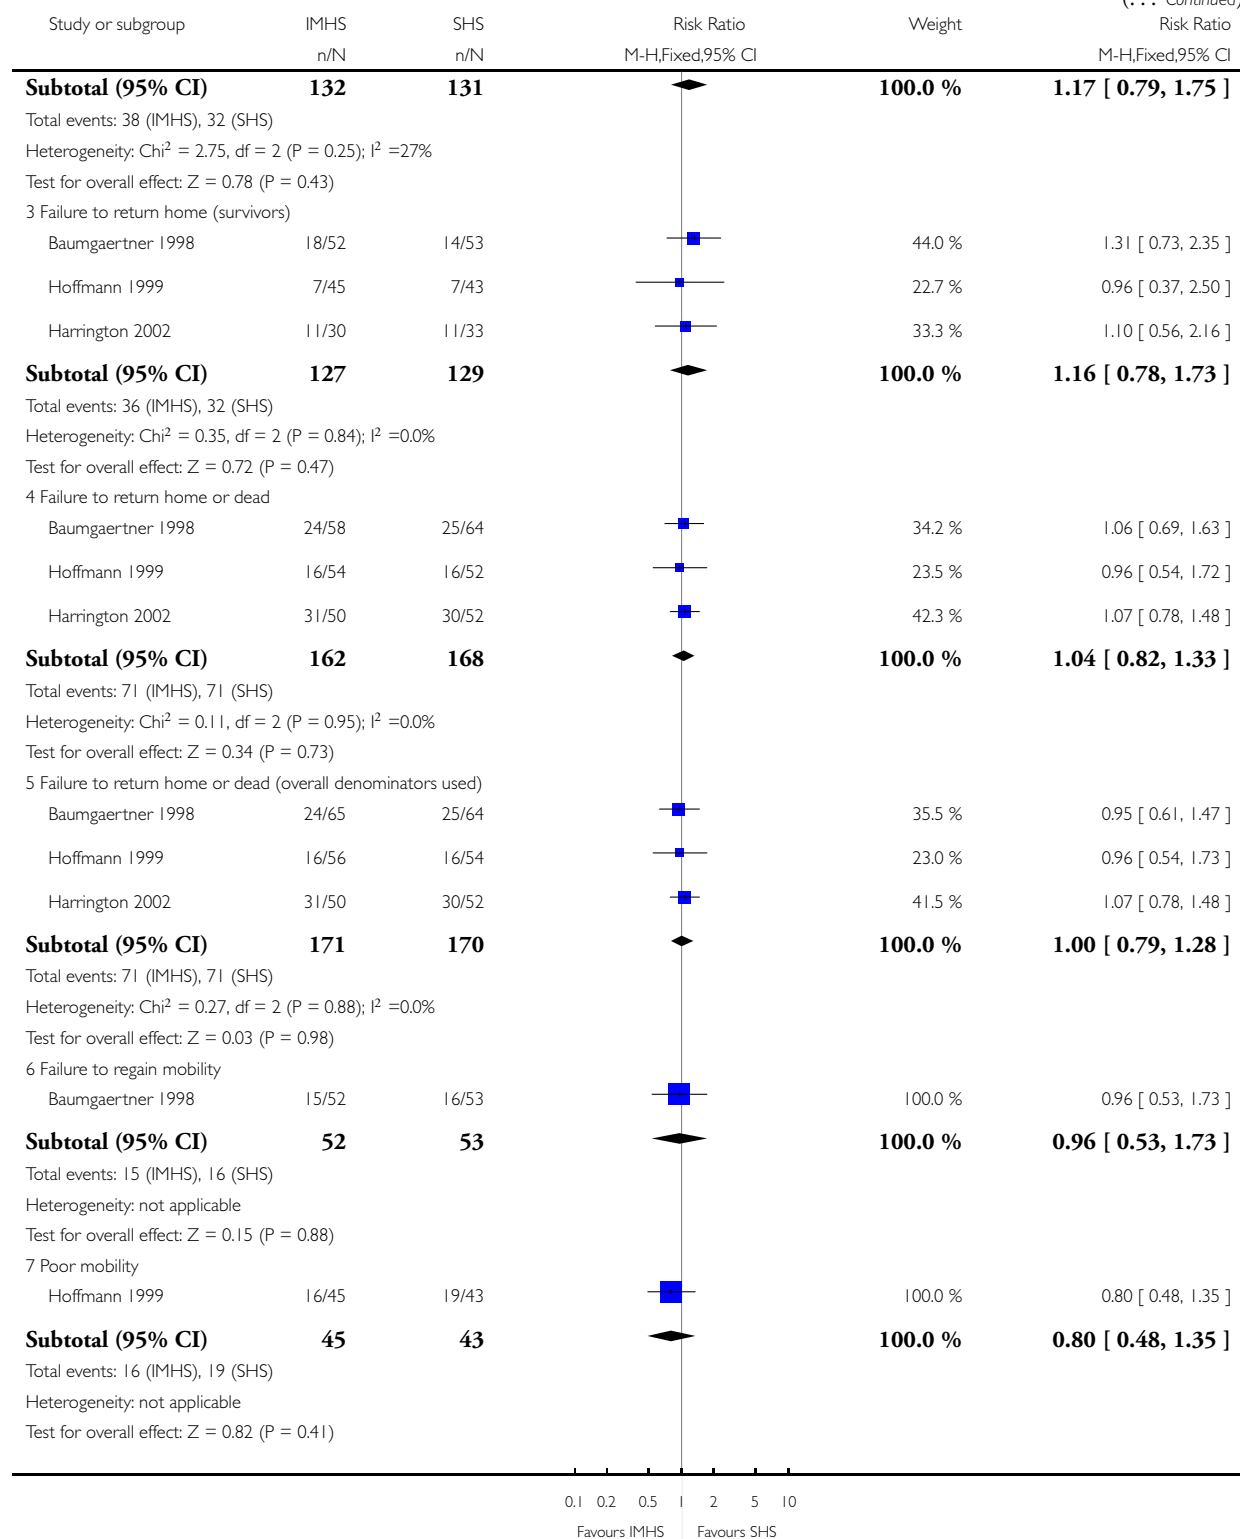 (... Continued)
Study or subgroup IMHS SHS Risk Ratio Weight Risk Ratio
n/N n/N M-H,Fixed,95% CI M-H,Fixed,95% CI
Subtotal (95% CI) 132 131 100.0 % 1.17 [ 0.79, 1.75 ]
Total events: 38 (IMHS), 32 (SHS)
Heterogeneity: Chi² = 2.75, df = 2 (P = 0.25); I² =27%
Test for overall effect: Z = 0.78 (P = 0.43)
3 Failure to return home (survivors)
Baumgaertner 1998 18/52 14/53 44.0 % 1.31 [ 0.73, 2.35 ]
Hoffmann 1999 7/45 7/43 22.7 % 0.96 [ 0.37, 2.50 ]
Harrington 2002 11/30 11/33 33.3 % 1.10 [ 0.56, 2.16 ]
Subtotal (95% CI) 127 129 100.0 % 1.16 [ 0.78, 1.73 ]
Total events: 36 (IMHS), 32 (SHS)
Heterogeneity: Chi² = 0.35, df = 2 (P = 0.84); I² =0.0%
Test for overall effect: Z = 0.72 (P = 0.47)
4 Failure to return home or dead
Baumgaertner 1998 24/58 25/64 34.2 % 1.06 [ 0.69, 1.63 ]
Hoffmann 1999 16/54 16/52 23.5 % 0.96 [ 0.54, 1.72 ]
Harrington 2002 31/50 30/52 42.3 % 1.07 [ 0.78, 1.48 ]
Subtotal (95% CI) 162 168 100.0 % 1.04 [ 0.82, 1.33 ]
Total events: 71 (IMHS), 71 (SHS)
Heterogeneity: Chi² = 0.11, df = 2 (P = 0.95); I² =0.0%
Test for overall effect: Z = 0.34 (P = 0.73)
5 Failure to return home or dead (overall denominators used)
Baumgaertner 1998 24/65 25/64 35.5 % 0.95 [ 0.61, 1.47 ]
Hoffmann 1999 16/56 16/54 23.0 % 0.96 [ 0.54, 1.73 ]
Harrington 2002 31/50 30/52 41.5 % 1.07 [ 0.78, 1.48 ]
Subtotal (95% CI) 171 170 100.0 % 1.00 [ 0.79, 1.28 ]
Total events: 71 (IMHS), 71 (SHS)
Heterogeneity: Chi² = 0.27, df = 2 (P = 0.88); I² =0.0%
Test for overall effect: Z = 0.03 (P = 0.98)
6 Failure to regain mobility
Baumgaertner 1998 15/52 16/53 100.0 % 0.96 [ 0.53, 1.73 ]
Subtotal (95% CI) 52 53 100.0 % 0.96 [ 0.53, 1.73 ]
Total events: 15 (IMHS), 16 (SHS)
Heterogeneity: not applicable
Test for overall effect: Z = 0.15 (P = 0.88)
7 Poor mobility
Hoffmann 1999 16/45 19/43 100.0 % 0.80 [ 0.48, 1.35 ]
Subtotal (95% CI) 45 43 100.0 % 0.80 [ 0.48, 1.35 ]
Total events: 16 (IMHS), 19 (SHS)
Heterogeneity: not applicable
Test for overall effect: Z = 0.82 (P = 0.41)
0.1 0.2 0.5 1 2 5 10
Favours IMHS Favours SHS